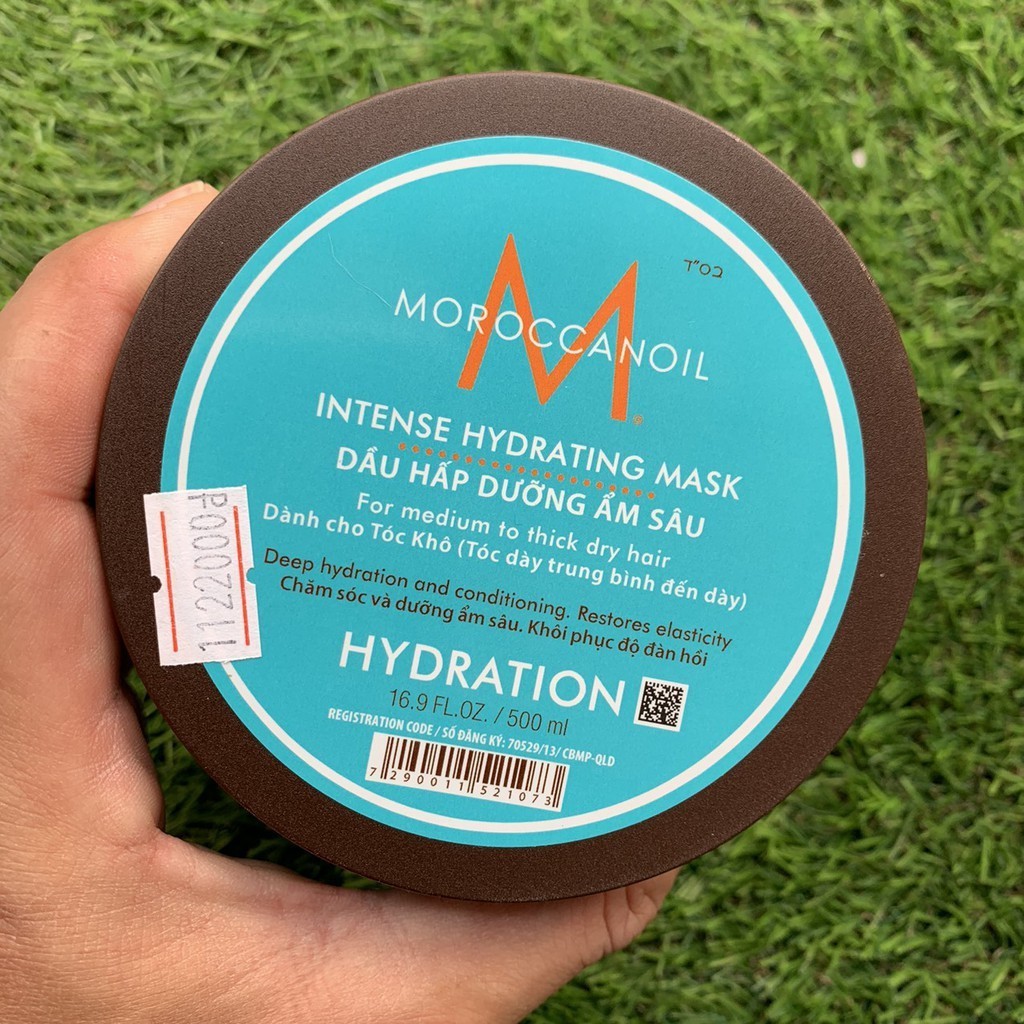 בס"ד
MOROCCANOIL
M
INTENSE HYDRATING MASK
DẦU HẤP DƯỠNG ẨM SÂU
For medium to thick dry hair
Dành cho Tóc Khô (Tóc dày trung bình đến dày)
Deep hydration and conditioning. Restores elasticity
Chăm sóc và dưỡng ẩm sâu. Khôi phục độ đàn hồi
HYDRATION
16.9 FL.OZ. / 500 ml
REGISTRATION CODE / SỐ ĐĂNG KÝ: 70529/13/ CBMP-QLD
7 290011 521073